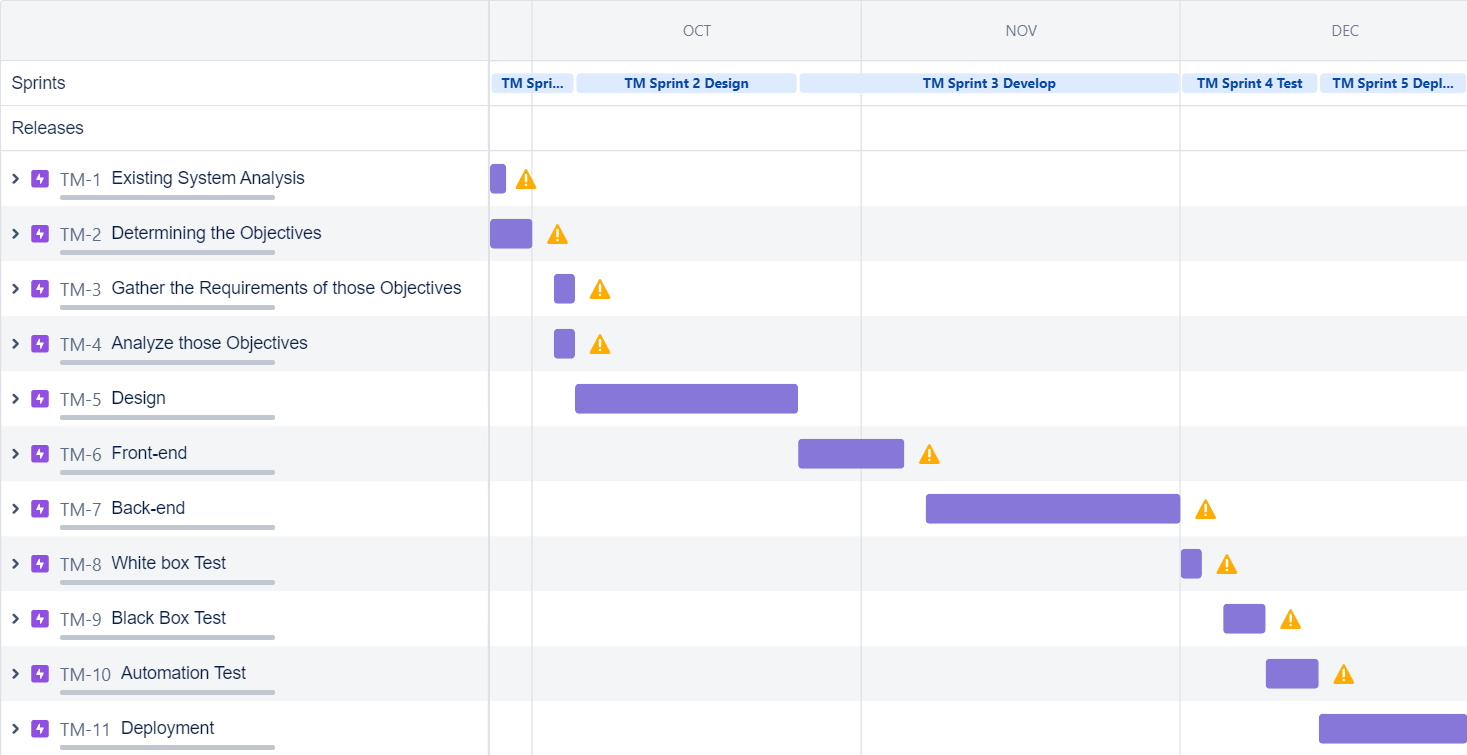 OCT NOV DEC
Sprints TM Spri... TM Sprint 2 Design TM Sprint 3 Develop TM Sprint 4 Test TM Sprint 5 Depl...
Releases
TM-1 Existing System Analysis
TM-2 Determining the Objectives
TM-3 Gather the Requirements of those Objectives
TM-4 Analyze those Objectives
TM-5 Design
TM-6 Front-end
TM-7 Back-end
TM-8 White box Test
TM-9 Black Box Test
TM-10 Automation Test
TM-11 Deployment